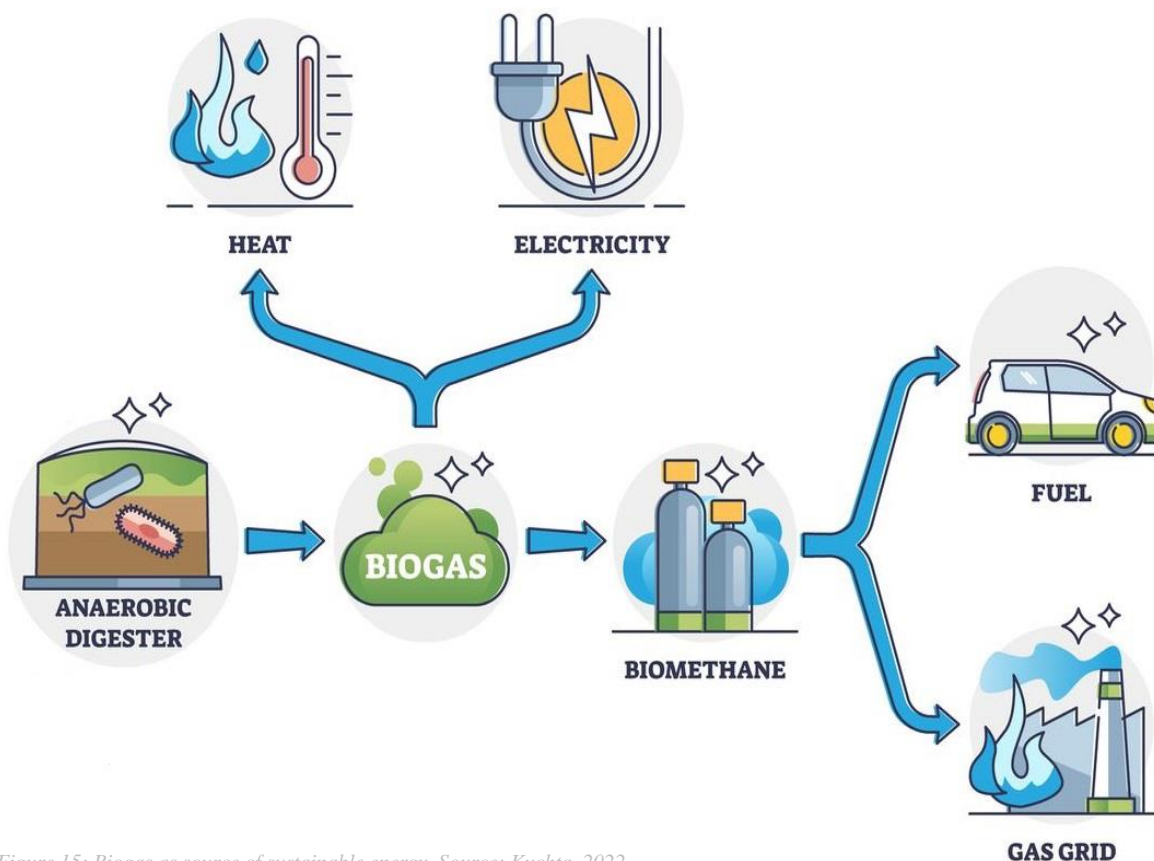 HEAT
ELECTRICITY
ANAEROBIC
DIGESTER
BIOGAS
BIOMETHANE
FUEL
GAS GRID
Figure 15: Biogas as source of sustainable energy. Source: Kuchta, 2022